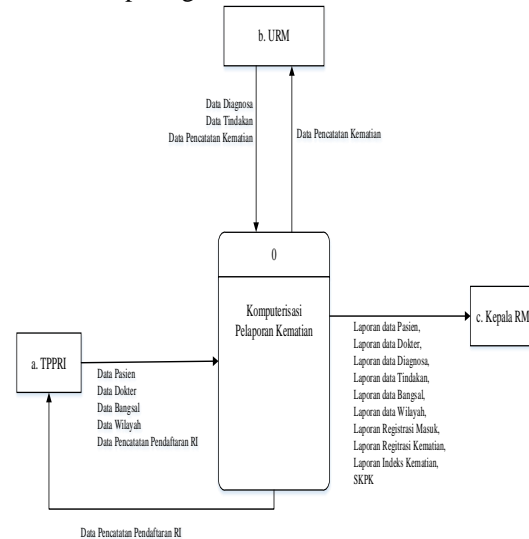 b. URM
Data Diagnosa
Data Tindakan
Data Pencatatan Kematian
Data Pencatatan Kematian
0
Komputerisasi
Pelaporan Kematian
a. TPPRI
Data Pasien
Data Dokter
Data Bangsal
Data Wilayah
Data Pencatatan Pendaftaran RI
c. Kepala RM
Laporan data Pasien,
Laporan data Dokter,
Laporan data Diagnosa,
Laporan data Tindakan,
Laporan data Bangsal,
Laporan data Wilayah,
Laporan Registrasi Masuk,
Laporan Regitrasi Kematian,
Laporan Indeks Kematian,
SKPK
Data Pencatatan Pendaftaran RI